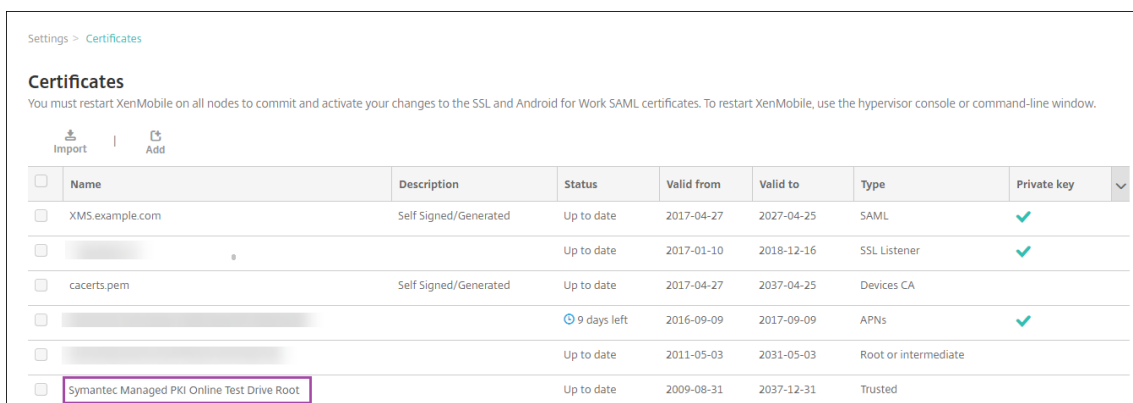 Settings > Certificates
Certificates
You must restart XenMobile on all nodes to commit and activate your changes to the SSL and Android for Work SAML certificates. To restart XenMobile, use the hypervisor console or command-line window.
Import | Add
Name Description Status Valid from Valid to Type Private key
XMS.example.com Self Signed/Generated Up to date 2017-04-27 2027-04-25 SAML
Up to date 2017-01-10 2018-12-16 SSL Listener
cacerts.pem Self Signed/Generated Up to date 2017-04-27 2037-04-25 Devices CA
9 days left 2016-09-09 2017-09-09 APNs
Up to date 2011-05-03 2031-05-03 Root or intermediate
Symantec Managed PKI Online Test Drive Root Up to date 2009-08-31 2037-12-31 Trusted